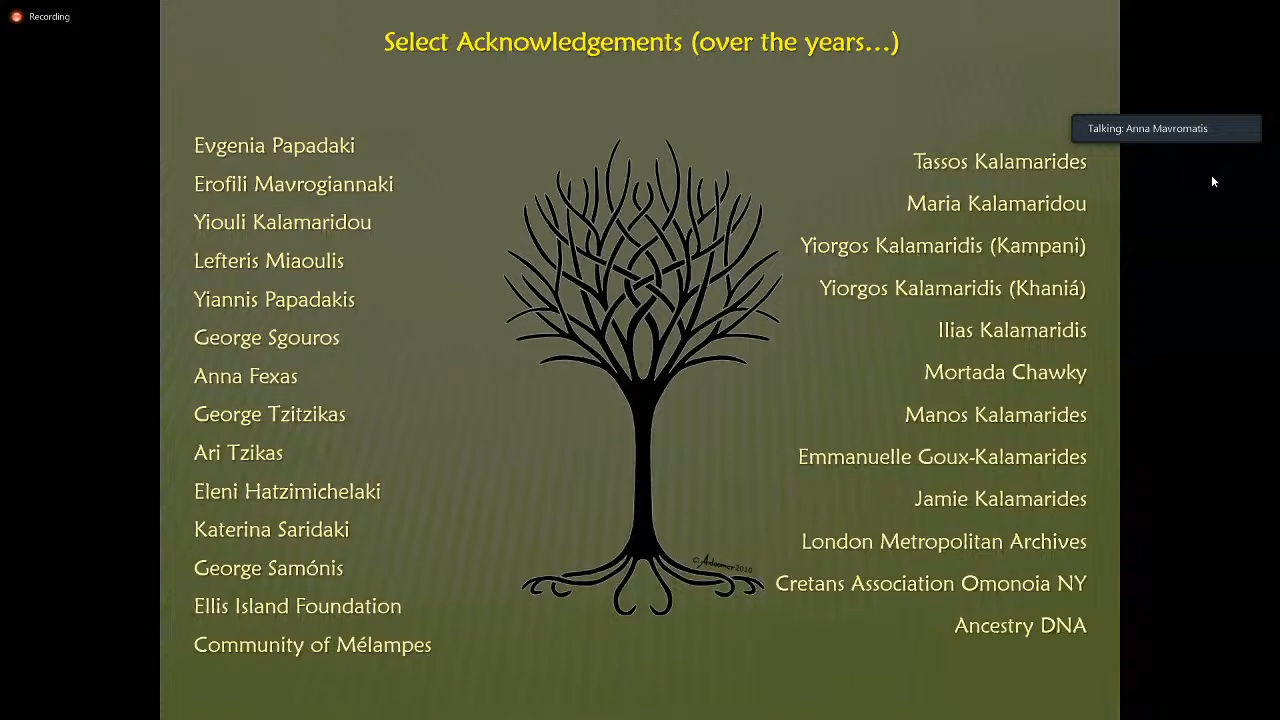 Recording
Select Acknowledgements (over the years...)
Talking: Anna Mavromatis
Evgenia Papadaki
Erofili Mavrogiannaki
Yiouli Kalamaridou
Lefteris Miaoulis
Yiannis Papadakis
George Sgouros
Anna Fexas
George Tzitzikas
Ari Tzikas
Eleni Hatzimichelaki
Katerina Saridaki
George Samónis
Ellis Island Foundation
Community of Mélampes
Tassos Kalamarides
Maria Kalamaridou
Yiorgos Kalamaridis (Kampani)
Yiorgos Kalamaridis (Khaniá)
Ilias Kalamaridis
Mortada Chawky
Manos Kalamarides
Emmanuelle Goux-Kalamarides
Jamie Kalamarides
London Metropolitan Archives
Cretans Association Omonoia NY
Ancestry DNA
© 2010